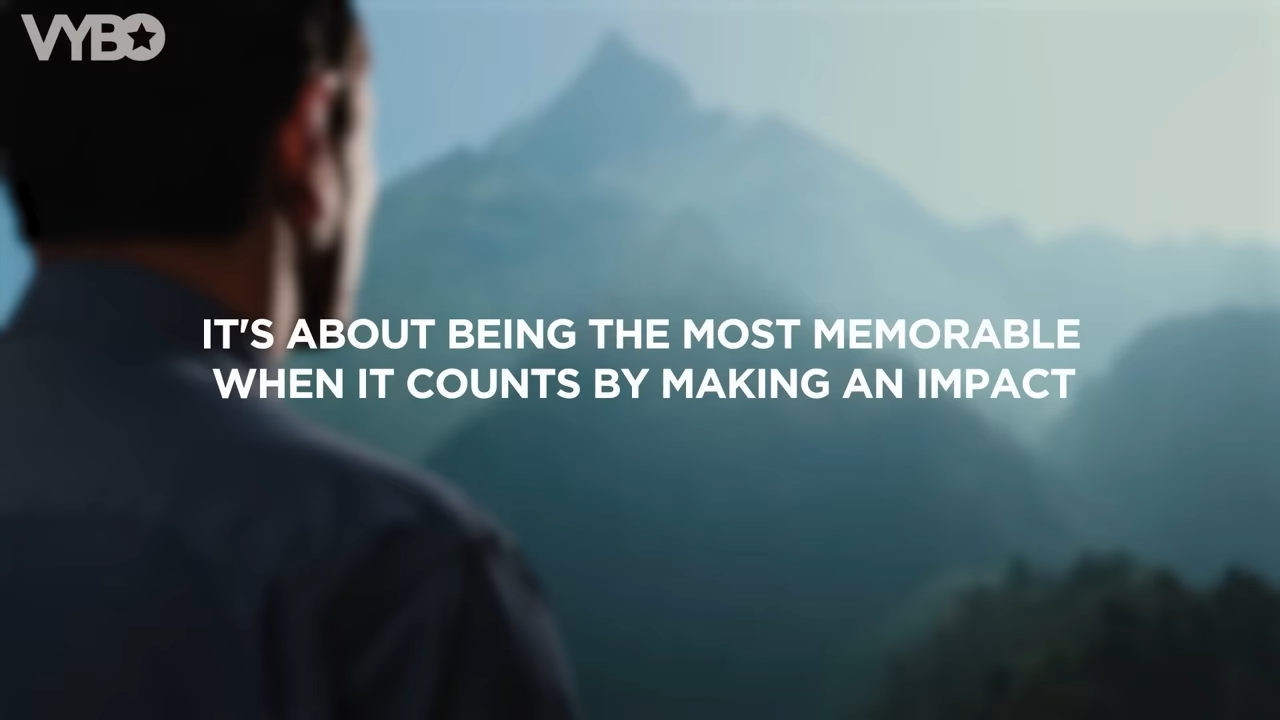 VYBO
IT'S ABOUT BEING THE MOST MEMORABLE
WHEN IT COUNTS BY MAKING AN IMPACT